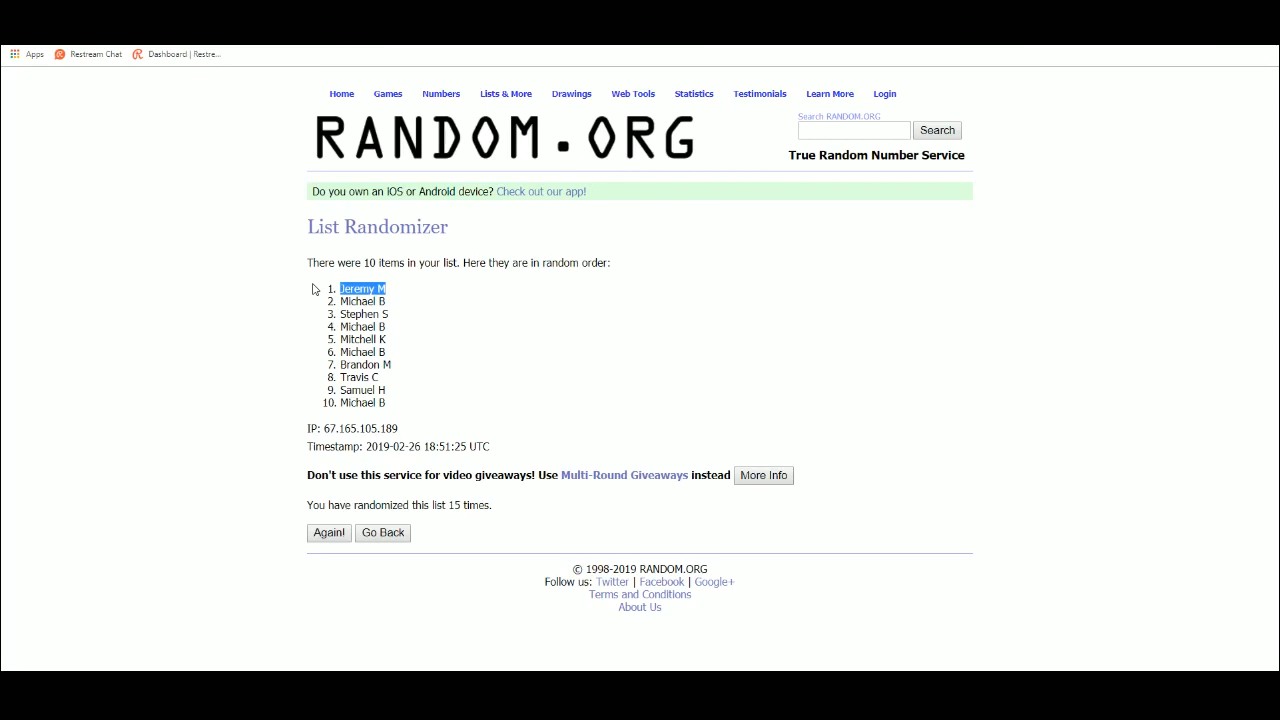 Apps Restream Chat Dashboard | Restre...
Home Games Numbers Lists & More Drawings Web Tools Statistics Testimonials Learn More Login
RANDOM.ORG
Search RANDOM.ORG
Search
True Random Number Service
Do you own an iOS or Android device? Check out our app!
List Randomizer
There were 10 items in your list. Here they are in random order:
1. Jeremy M
2. Michael B
3. Stephen S
4. Michael B
5. Mitchell K
6. Michael B
7. Brandon M
8. Travis C
9. Samuel H
10. Michael B
IP: 67.165.105.189
Timestamp: 2019-02-26 18:51:25 UTC
Don't use this service for video giveaways! Use Multi-Round Giveaways instead More Info
You have randomized this list 15 times.
Again! Go Back
© 1998-2019 RANDOM.ORG
Follow us: Twitter | Facebook | Google+
Terms and Conditions
About Us